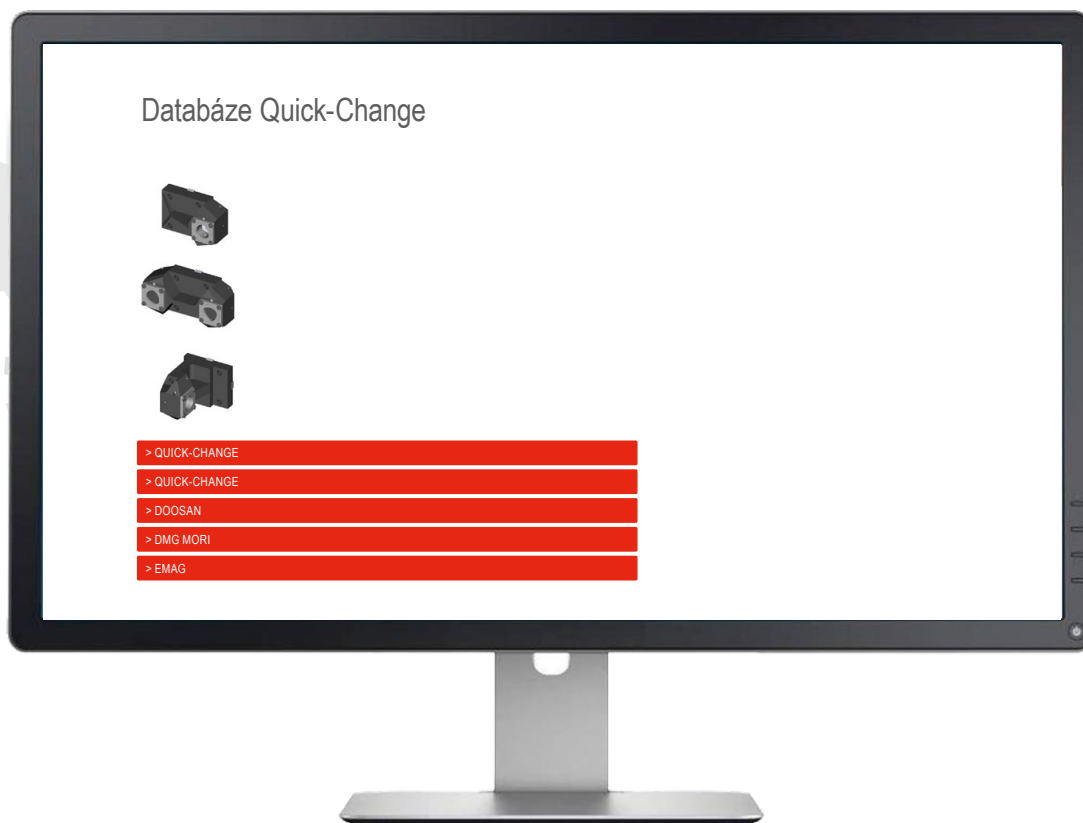 Databáze Quick-Change
> QUICK-CHANGE
> QUICK-CHANGE
> DOOSAN
> DMG MORI
> EMAG